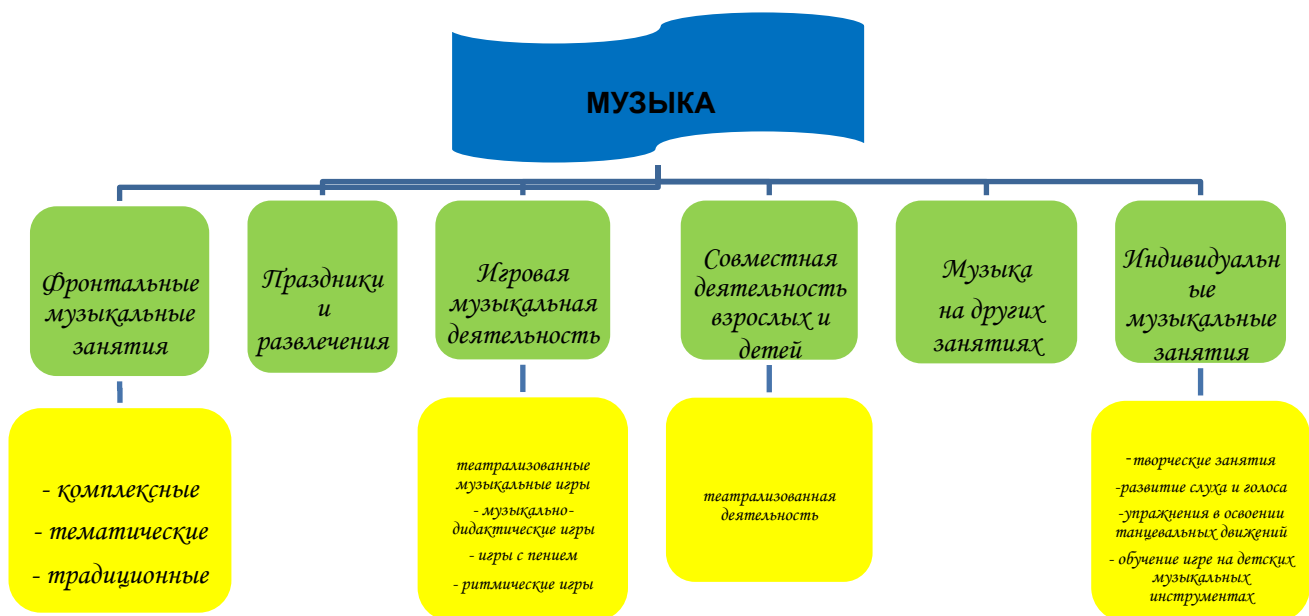 МУЗЫКА
Фронтальные
музыкальные
занятия
Праздники
и
развлечения
Игровая
музыкальная
деятельность
Совместная
деятельность
взрослых и
детей
Музыка
на других
занятиях
Индивидуальн
ые
музыкальные
занятия
- комплексные
- тематические
- традиционные
театрализованные
музыкальные игры
- музыкально-
дидактические игры
- игры с пением
- ритмические игры
театрализованная
деятельность
-творческие занятия
-развитие слуха и голоса
-упражнения в освоении
танцевальных движений
- обучение игре на детских
музыкальных
инструментах